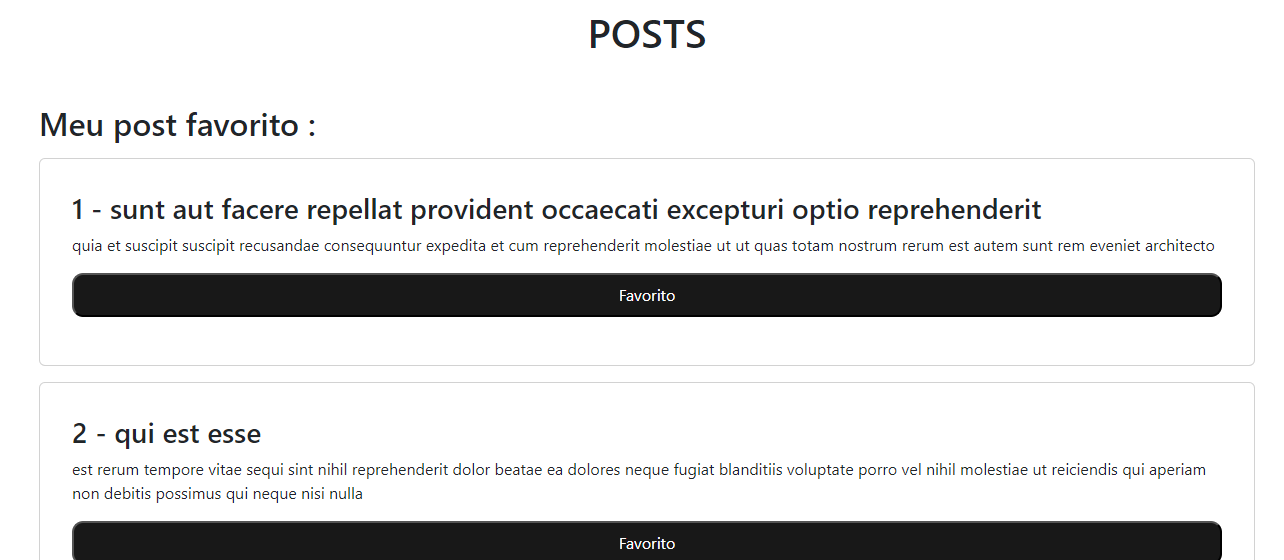 POSTS
Meu post favorito :
1 - sunt aut facere repellat provident occaecati excepturi optio reprehenderit
quia et suscipit suscipit recusandae consequuntur expedita et cum reprehenderit molestiae ut ut quas totam nostrum rerum est autem sunt rem eveniet architecto
Favorito
2 - qui est esse
est rerum tempore vitae sequi sint nihil reprehenderit dolor beatae ea dolores neque fugiat blanditiis voluptate porro vel nihil molestiae ut reiciendis qui aperiam
non debitis possimus qui neque nisi nulla
Favorito